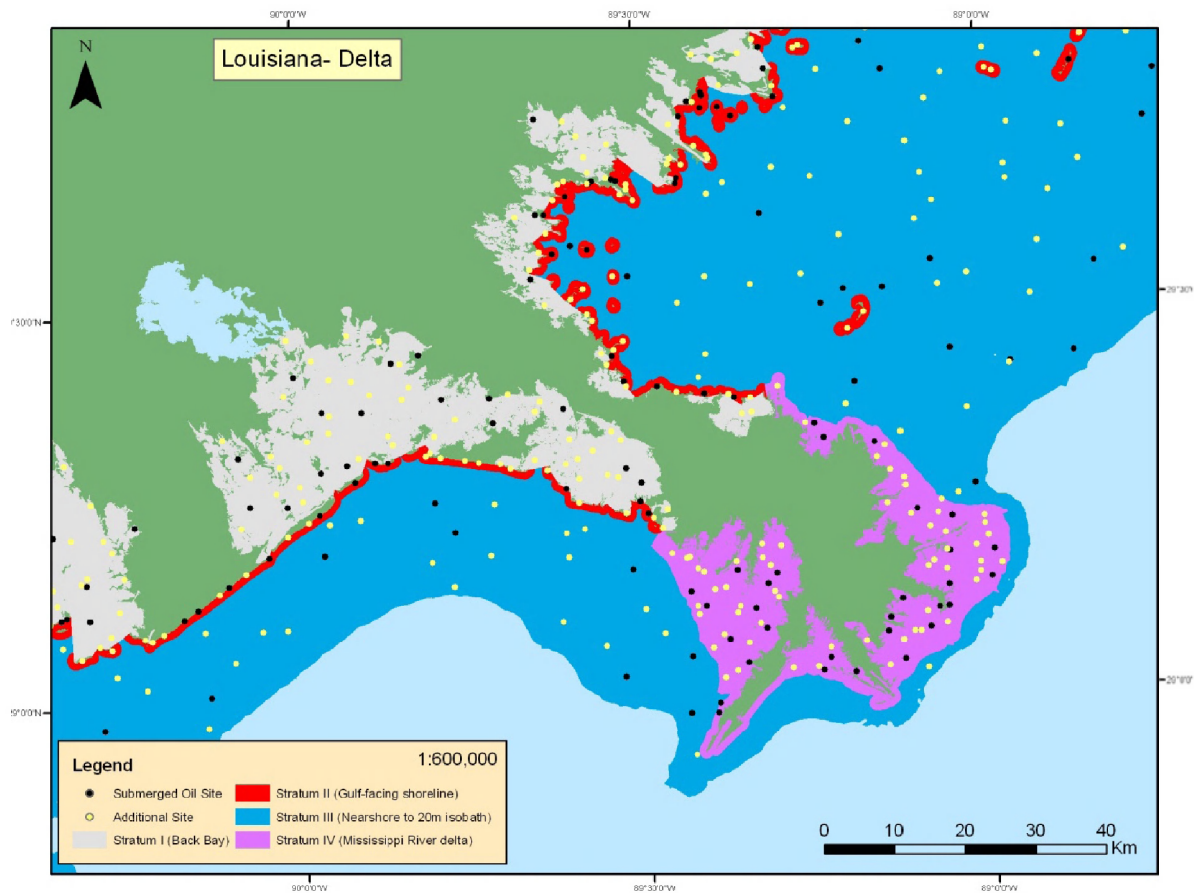 90°0'0"W 89°30'0"W 89°0'0"W
N
Louisiana- Delta
°30'0"N
9°0'0"N
Legend
1:600,000
Submerged Oil Site
Additional Site
Stratum I (Back Bay)
Stratum II (Gulf-facing shoreline)
Stratum III (Nearshore to 20m isobath)
Stratum IV (Mississippi River delta)
0 10 20 30 40
Km
90°0'0"W 89°30'0"W 89°0'0"W